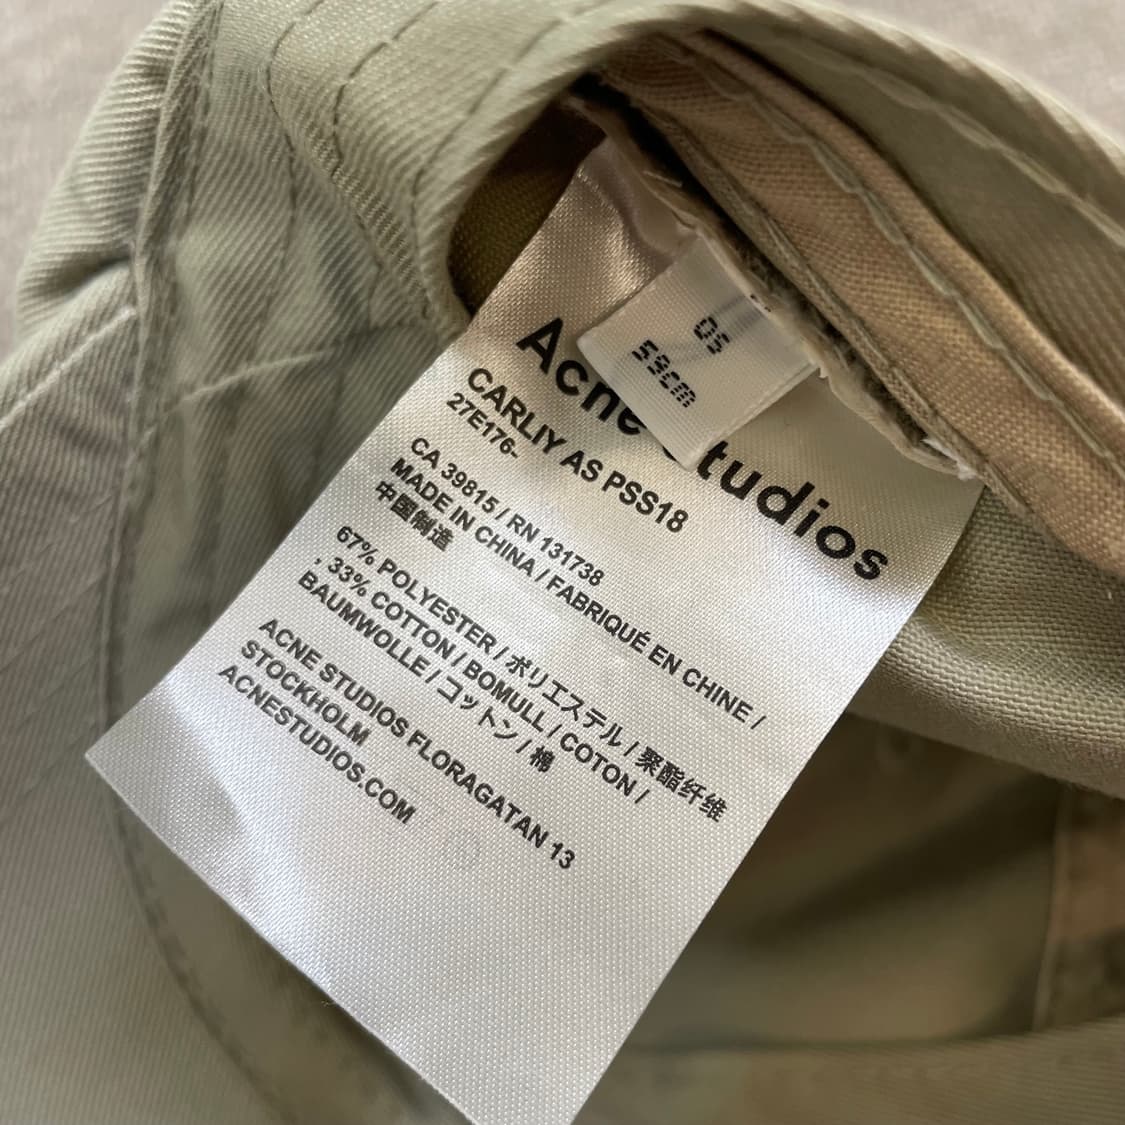 OS
59cm
Acne Studios
CARLIY AS PSS18
27E176-
CA 39815 / RN 131738
MADE IN CHINA / FABRIQUÉ EN CHINE /
中国制造
67% POLYESTER / ポリエステル / 聚酯纤维
, 33% COTTON / BOMULL / COTON /
BAUMWOLLE / コットン / 棉
ACNE STUDIOS FLORAGATAN 13
STOCKHOLM
ACNESTUDIOS.COM